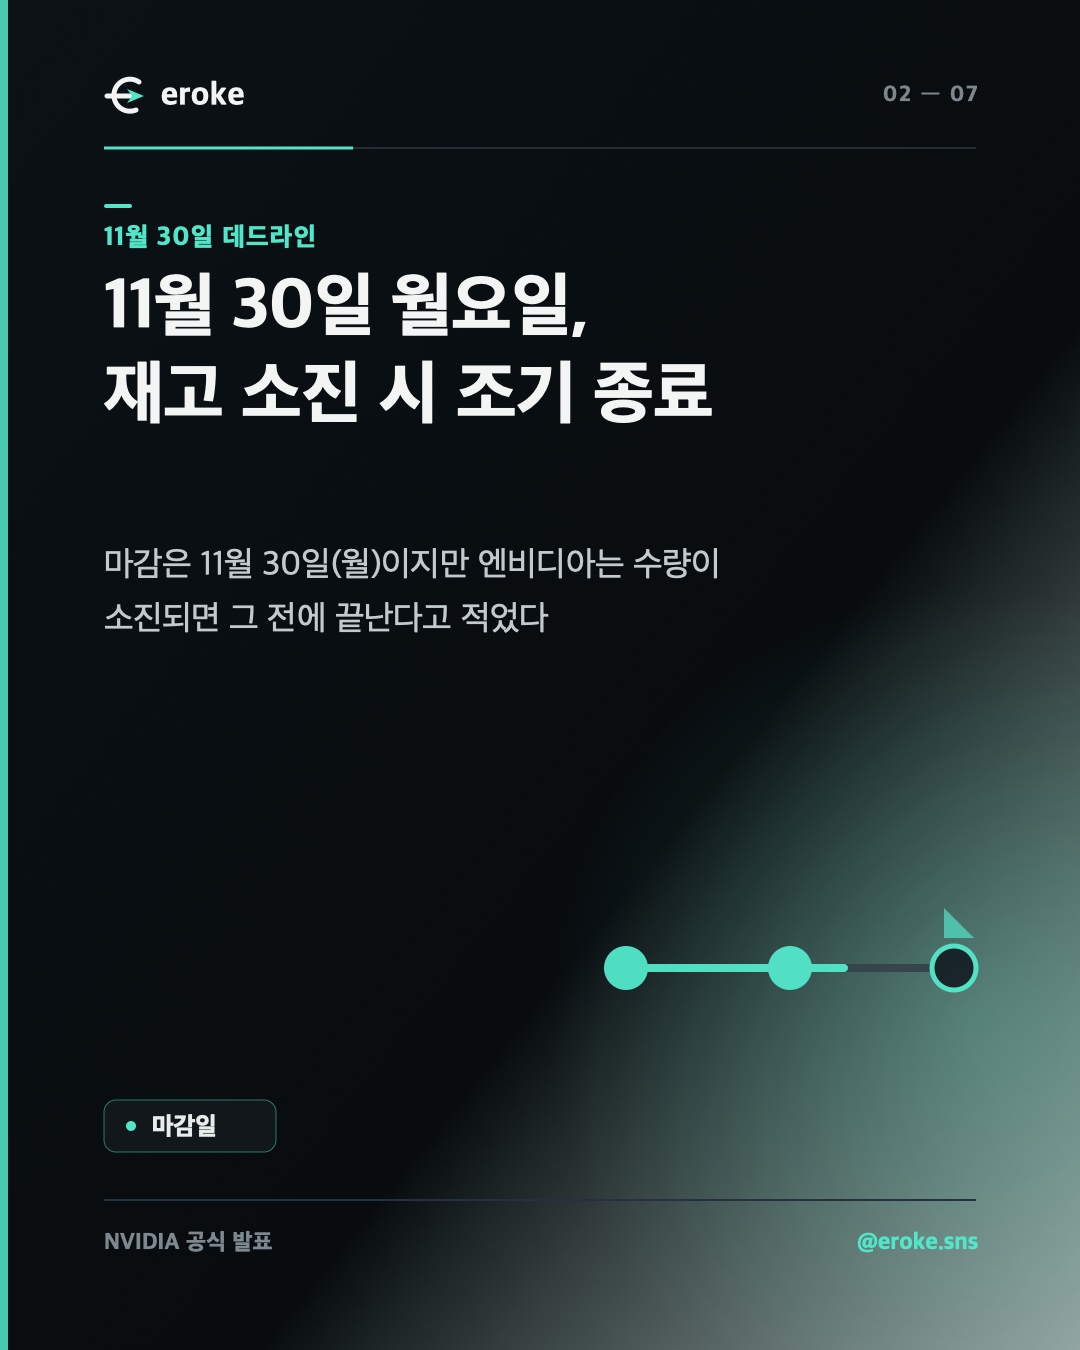 eroke
02 — 07
11월 30일 데드라인
11월 30일 월요일,
재고 소진 시 조기 종료
마감은 11월 30일(월)이지만 엔비디아는 수량이
소진되면 그 전에 끝난다고 적었다
마감일
NVIDIA 공식 발표
@eroke.sns